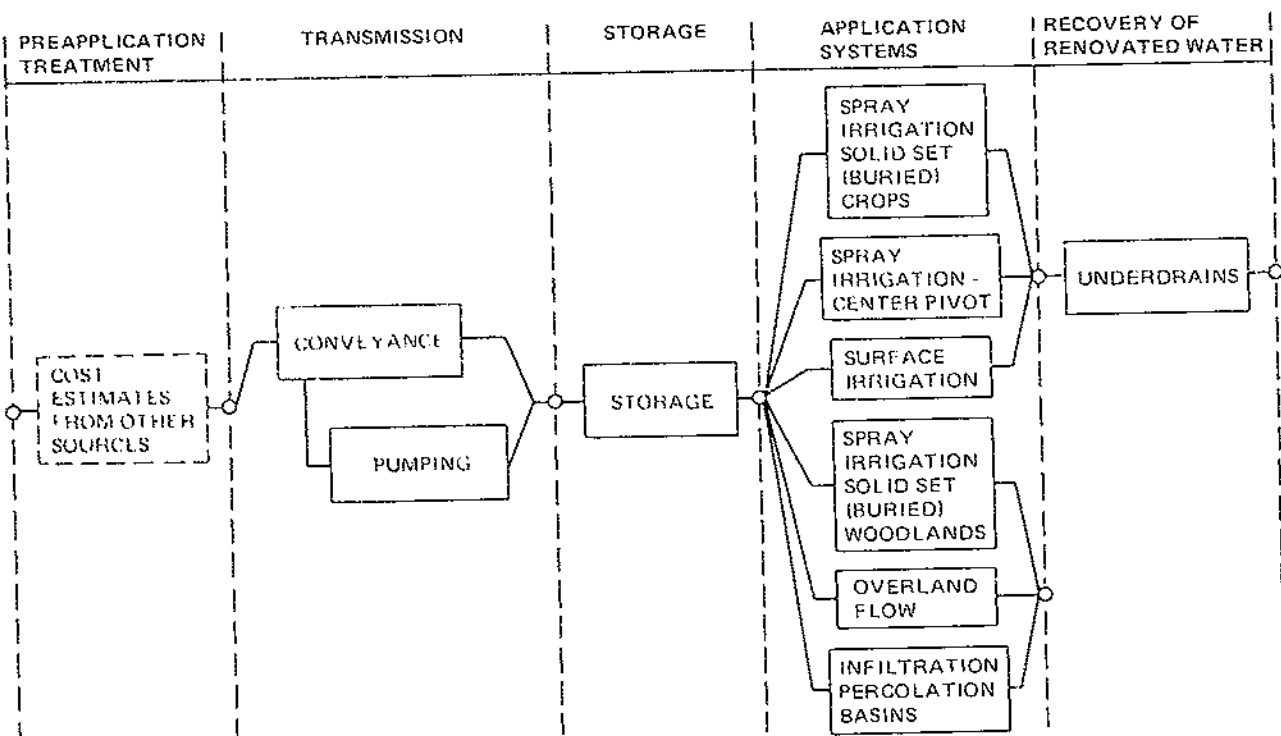 PREAPPLICATION
TREATMENT
TRANSMISSION
STORAGE
APPLICATION
SYSTEMS
RECOVERY OF
RENOVATED WATER
COST
ESTIMATES
FROM OTHER
SOURCES
CONVEYANCE
PUMPING
STORAGE
SPRAY
IRRIGATION
SOLID SET
(BURIED)
CROPS
SPRAY
IRRIGATION -
CENTER PIVOT
SURFACE
IRRIGATION
SPRAY
IRRIGATION
SOLID SET
(BURIED)
WOODLANDS
OVERLAND
FLOW
INFILTRATION
PERCOLATION
BASINS
UNDERDRAINS